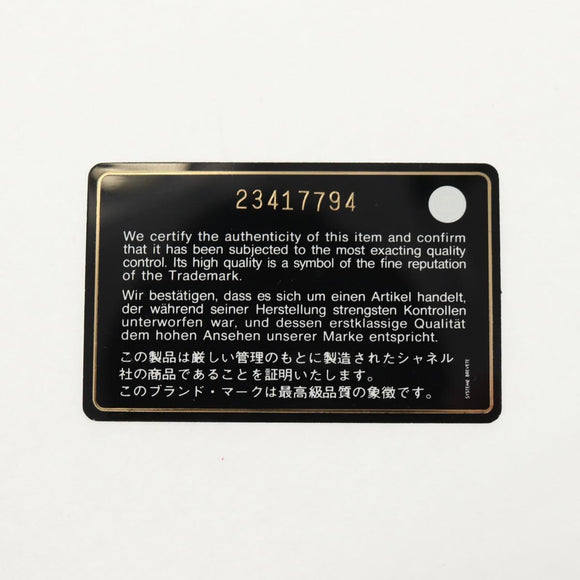 23417794
We certify the authenticity of this item and confirm
that it has been subjected to the most exacting quality
control. Its high quality is a symbol of the fine reputation
of the Trademark.
Wir bestätigen, dass es sich um einen Artikel handelt,
der während seiner Herstellung strengsten Kontrollen
unterworfen war, und dessen erstklassige Qualität
dem hohen Ansehen unserer Marke entspricht.
この製品は厳しい管理のもとに製造されたシャネル
社の商品であることを証明いたします。
このブランド・マークは最高級品質の象徴です。
SYSTEME BREVETE